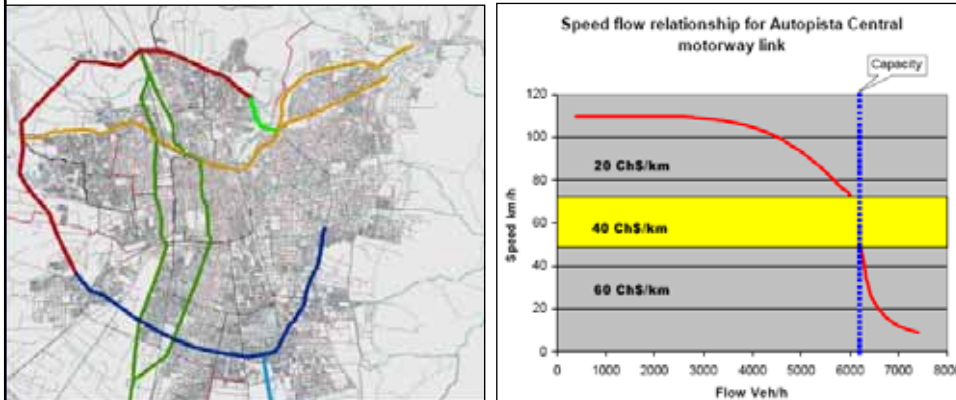 Speed flow relationship for Autopista Central
motorway link
Capacity
120
100
80
60
40
20
0
Speed km/h
20 Ch$/km
40 Ch$/km
60 Ch$/km
0 1000 2000 3000 4000 5000 6000 7000 8000
Flow Veh/h